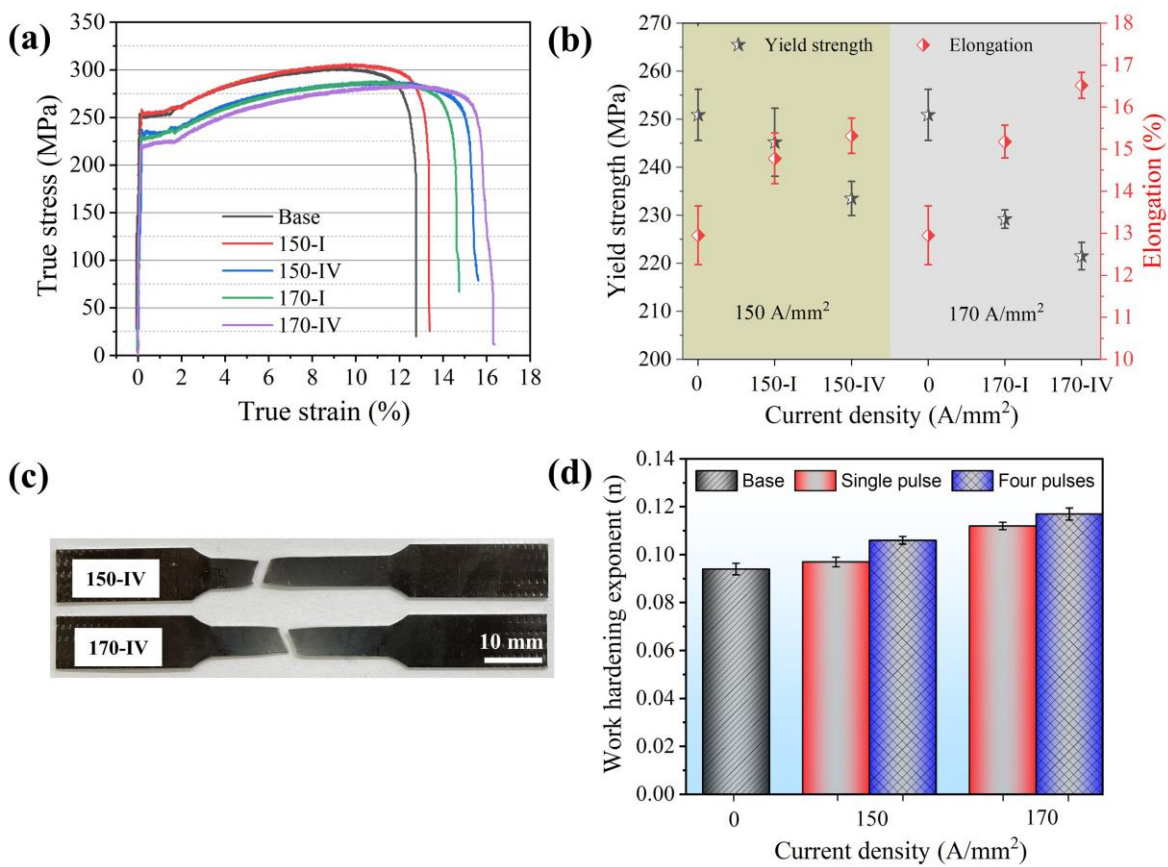 (a)
350
300
250
200
150
100
50
0
True stress (MPa)
Base
150-I
150-IV
170-I
170-IV
0 2 4 6 8 10 12 14 16 18
True strain (%)
(b)
270
260
250
240
230
220
210
200
Yield strength (MPa)
Yield strength
Elongation
150 A/mm²
170 A/mm²
18
17
16
15
14
13
12
11
10
Elongation (%)
0 150-I 150-IV 0 170-I 170-IV
Current density (A/mm²)
(c)
150-IV
170-IV
10 mm
(d)
0.14
0.12
0.10
0.08
0.06
0.04
0.02
0.00
Work hardening exponent (n)
Base Single pulse Four pulses
0 150 170
Current density (A/mm²)